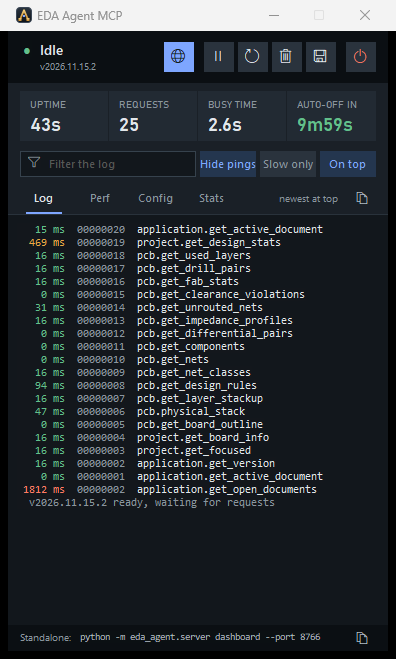 EDA Agent MCP
Idle
v2026.11.15.2
UPTIME REQUESTS BUSY TIME AUTO-OFF IN
43s 25 2.6s 9m59s
Filter the log Hide pings Slow only On top
Log Perf Config Stats newest at top
15 ms 00000020 application.get_active_document
469 ms 00000019 project.get_design_stats
16 ms 00000018 pcb.get_used_layers
16 ms 00000017 pcb.get_drill_pairs
16 ms 00000016 pcb.get_fab_stats
0 ms 00000015 pcb.get_clearance_violations
31 ms 00000014 pcb.get_unrouted_nets
16 ms 00000013 pcb.get_impedance_profiles
0 ms 00000012 pcb.get_differential_pairs
0 ms 00000011 pcb.get_components
0 ms 00000010 pcb.get_nets
16 ms 00000009 pcb.get_net_classes
94 ms 00000008 pcb.get_design_rules
16 ms 00000007 pcb.get_layer_stackup
47 ms 00000006 pcb.physical_stack
0 ms 00000005 pcb.get_board_outline
16 ms 00000004 project.get_board_info
16 ms 00000003 project.get_focused
16 ms 00000002 application.get_version
0 ms 00000001 application.get_active_document
1812 ms 00000002 application.get_open_documents
v2026.11.15.2 ready, waiting for requests
Standalone: python -m eda_agent.server dashboard --port 8766